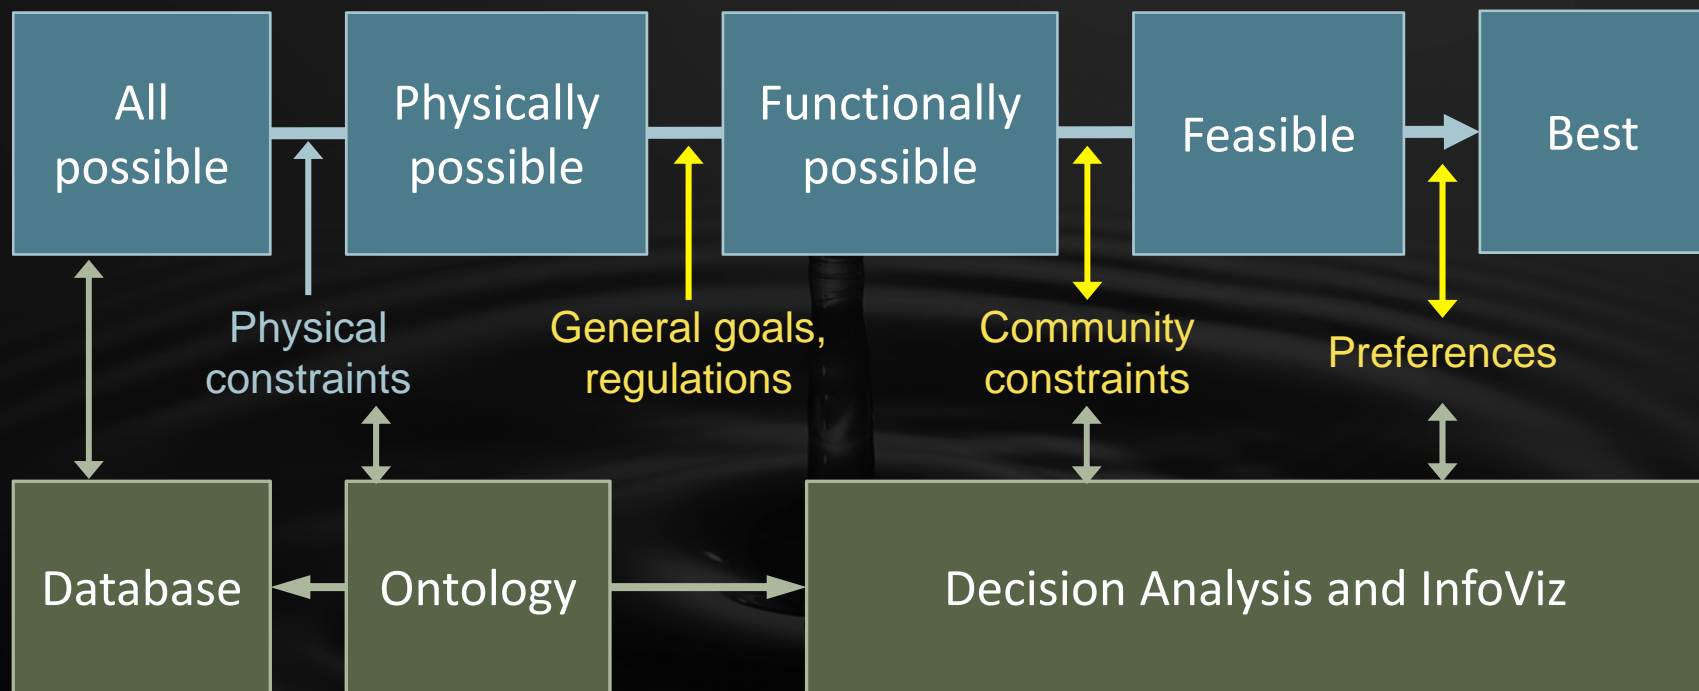 All
possible
Physically
possible
Functionally
possible
Feasible
Best
Physical
constraints
General goals,
regulations
Community
constraints
Preferences
Database
Ontology
Decision Analysis and InfoViz